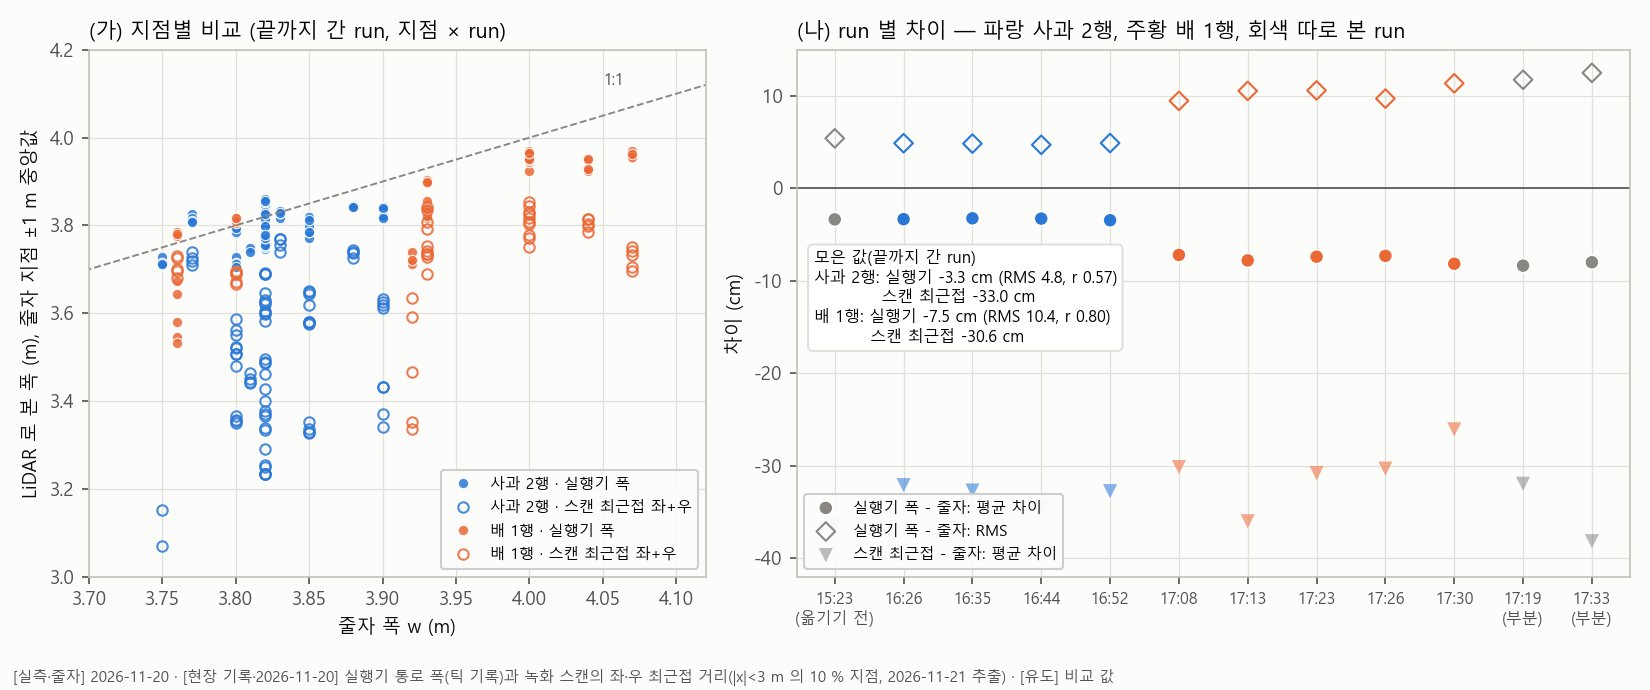 (가) 지점별 비교 (끝까지 간 run, 지점 × run)
LiDAR 로 본 폭 (m), 줄자 지점 ±1 m 중앙값
4.2
4.0
3.8
3.6
3.4
3.2
3.0
1:1
사과 2행 · 실행기 폭
사과 2행 · 스캔 최근접 좌+우
배 1행 · 실행기 폭
배 1행 · 스캔 최근접 좌+우
3.70 3.75 3.80 3.85 3.90 3.95 4.00 4.05 4.10
줄자 폭 w (m)
(나) run 별 차이 — 파랑 사과 2행, 주황 배 1행, 회색 따로 본 run
차이 (cm)
10
0
-10
-20
-30
-40
모은 값(끝까지 간 run)
사과 2행: 실행기 -3.3 cm (RMS 4.8, r 0.57)
스캔 최근접 -33.0 cm
배 1행: 실행기 -7.5 cm (RMS 10.4, r 0.80)
스캔 최근접 -30.6 cm
실행기 폭 - 줄자: 평균 차이
실행기 폭 - 줄자: RMS
스캔 최근접 - 줄자: 평균 차이
15:23 16:26 16:35 16:44 16:52 17:08 17:13 17:23 17:26 17:30 17:19 17:33
(옮기기 전) (부분) (부분)
[실측·줄자] 2026-11-20 · [현장 기록·2026-11-20] 실행기 통로 폭(틱 기록)과 녹화 스캔의 좌·우 최근접 거리(|x|<3 m 의 10 % 지점, 2026-11-21 추출) · [유도] 비교 값